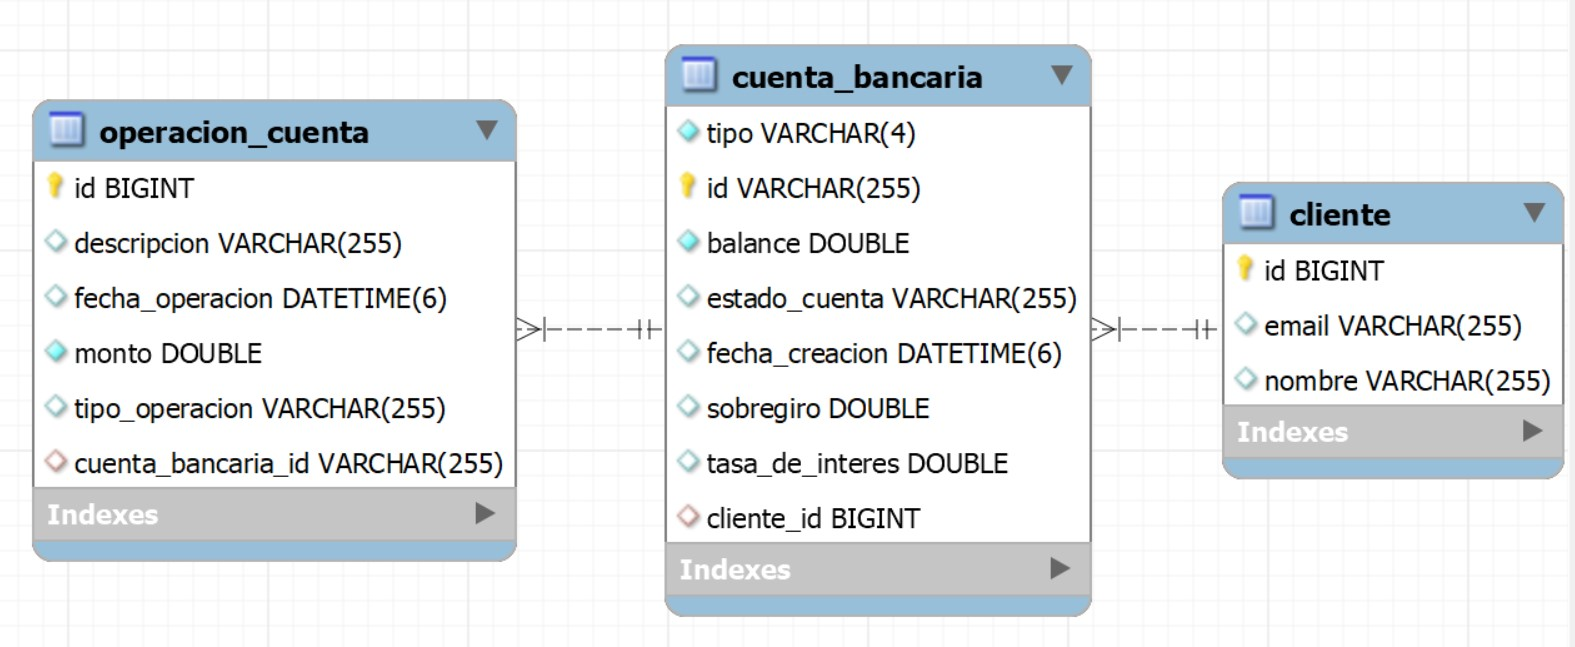 operacion_cuenta
id BIGINT
descripcion VARCHAR(255)
fecha_operacion DATETIME(6)
monto DOUBLE
tipo_operacion VARCHAR(255)
cuenta_bancaria_id VARCHAR(255)
Indexes
cuenta_bancaria
tipo VARCHAR(4)
id VARCHAR(255)
balance DOUBLE
estado_cuenta VARCHAR(255)
fecha_creacion DATETIME(6)
sobregiro DOUBLE
tasa_de_interes DOUBLE
cliente_id BIGINT
Indexes
cliente
id BIGINT
email VARCHAR(255)
nombre VARCHAR(255)
Indexes